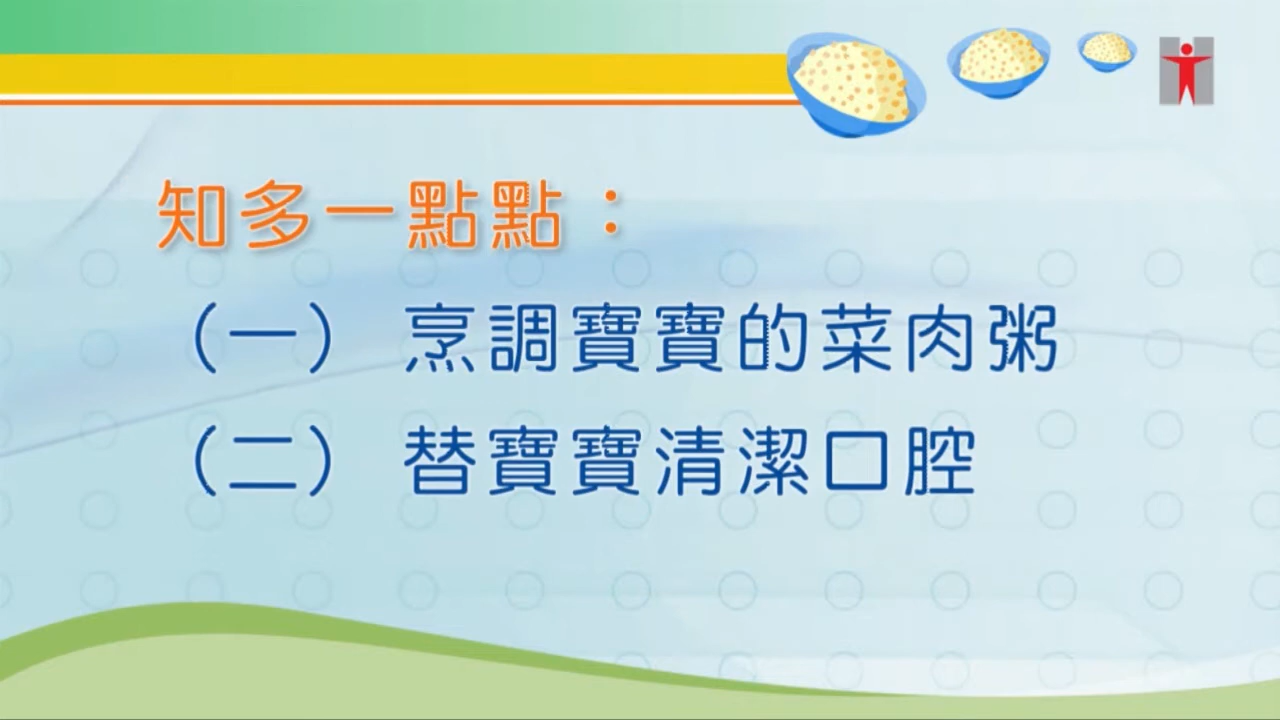 知多一點點：
（一） 烹調寶寶的菜肉粥
（二） 替寶寶清潔口腔